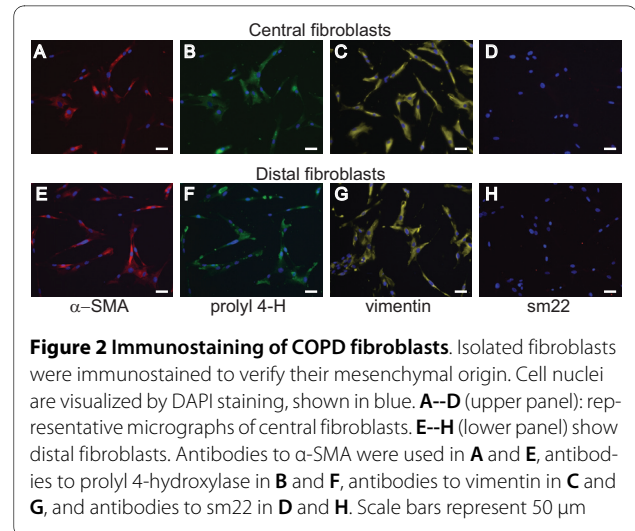 Central fibroblasts
A B C D
Distal fibroblasts
E F G H
α–SMA prolyl 4-H vimentin sm22
Figure 2 Immunostaining of COPD fibroblasts. Isolated fibroblasts
were immunostained to verify their mesenchymal origin. Cell nuclei
are visualized by DAPI staining, shown in blue. A--D (upper panel): rep-
resentative micrographs of central fibroblasts. E--H (lower panel) show
distal fibroblasts. Antibodies to α-SMA were used in A and E, antibod-
ies to prolyl 4-hydroxylase in B and F, antibodies to vimentin in C and
G, and antibodies to sm22 in D and H. Scale bars represent 50 μm